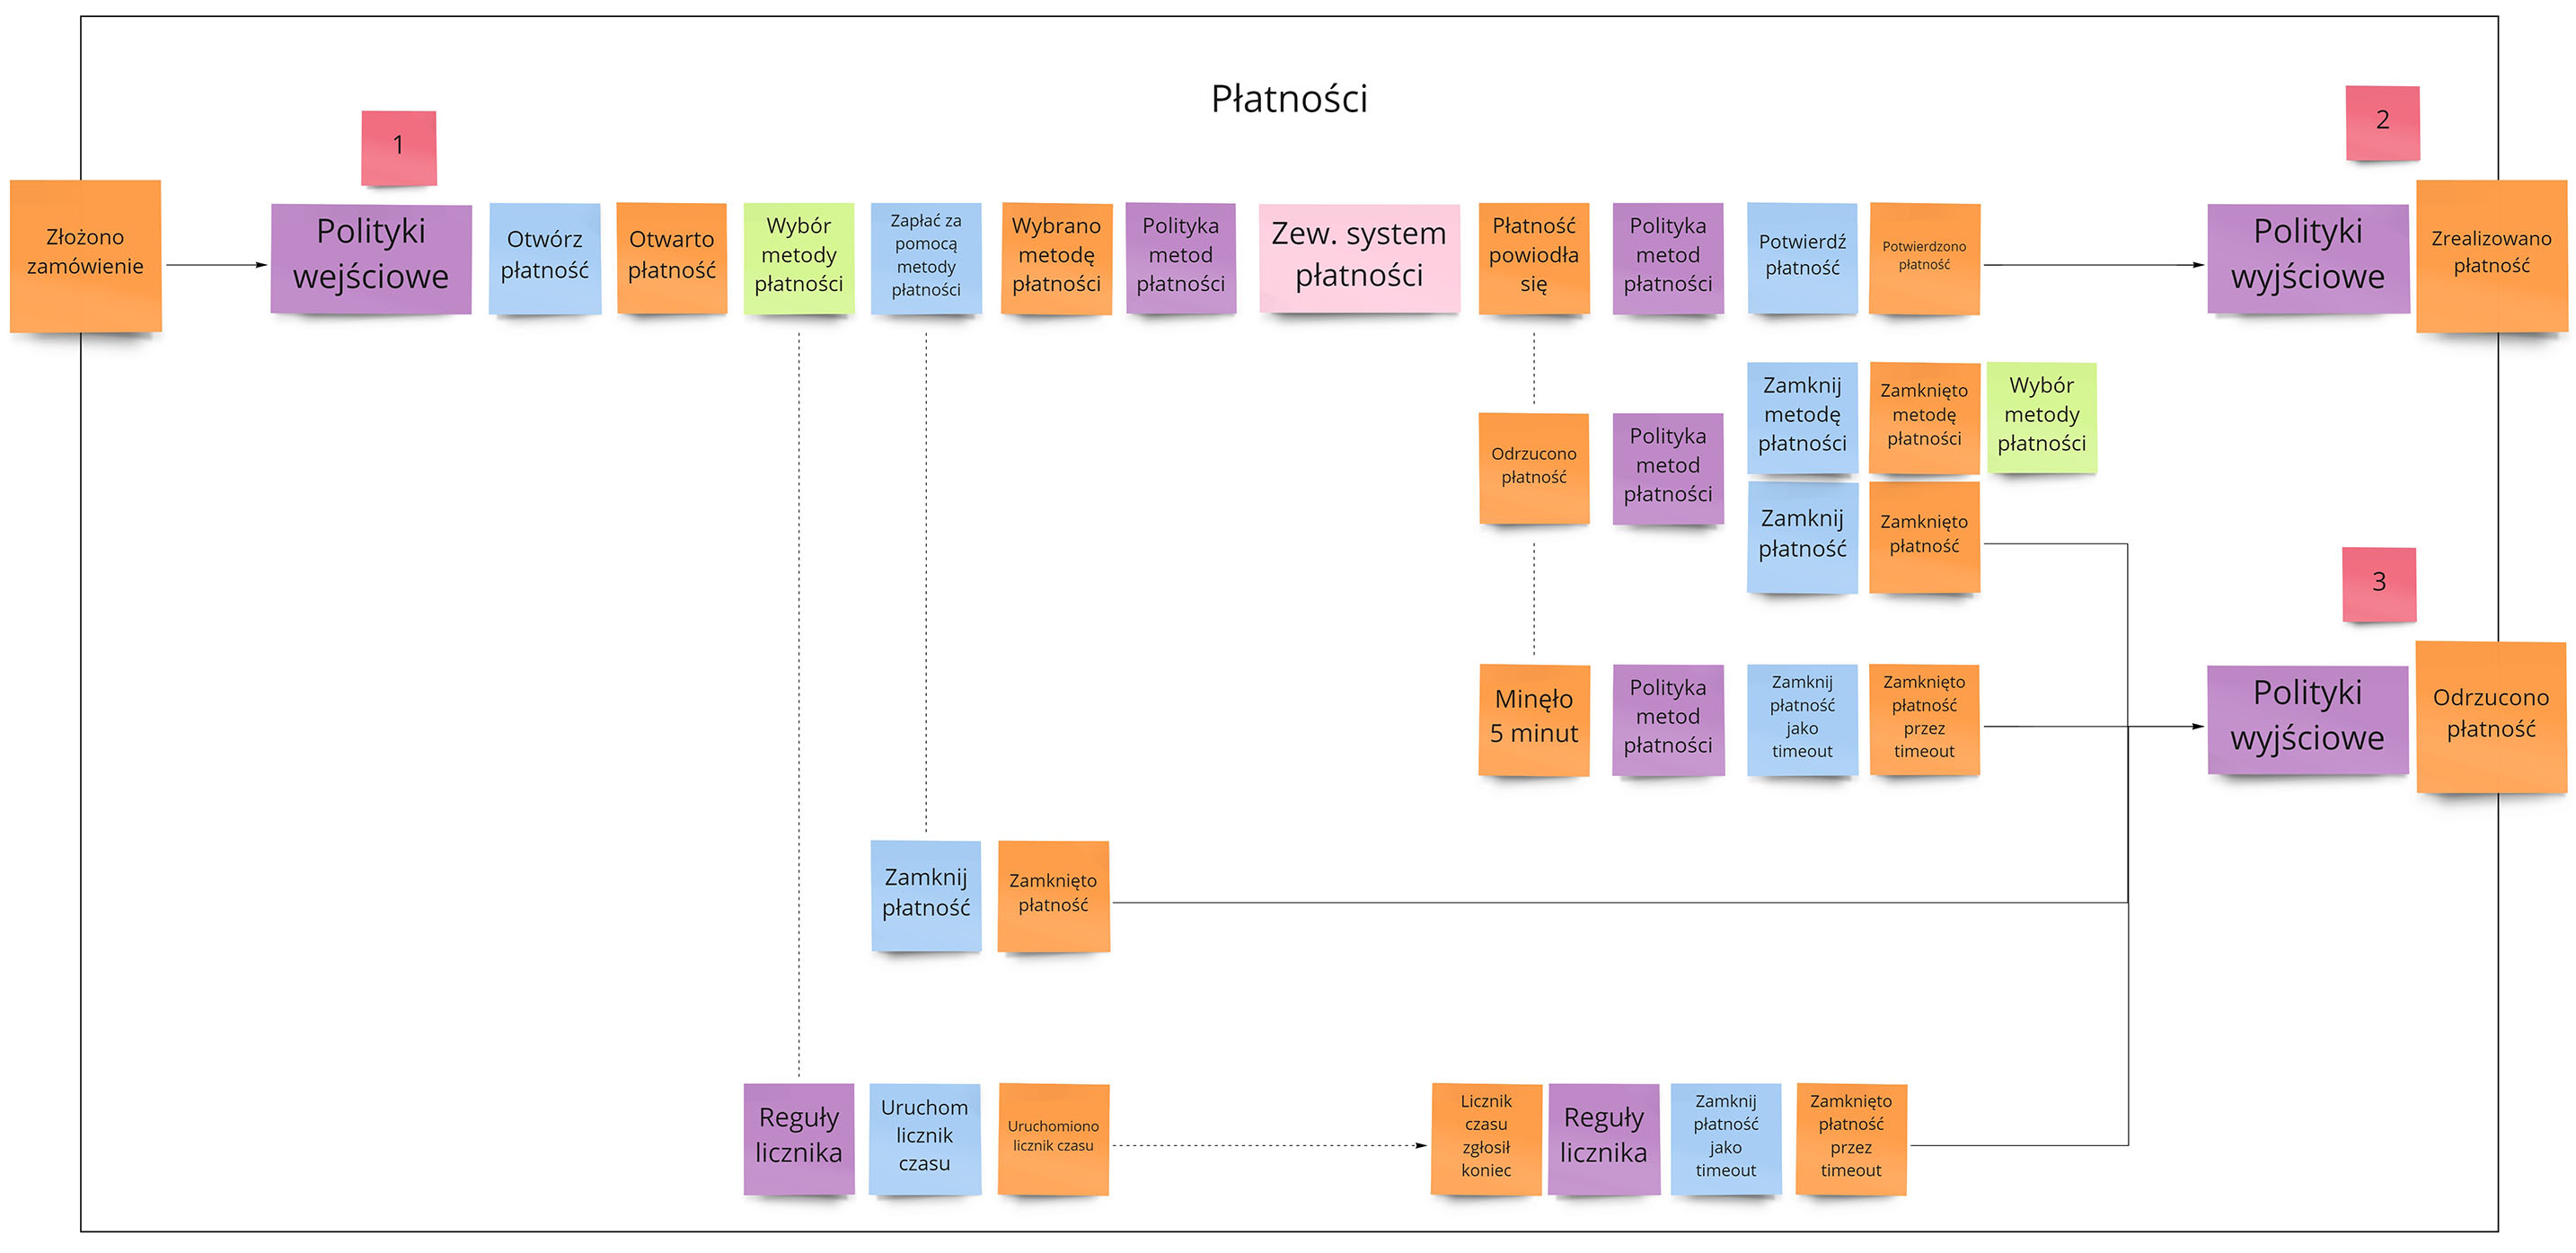 Płatności
1
2
Złożono
zamówienie
Polityki
wejściowe
Otwórz
płatność
Otwarto
płatność
Wybór
metody
płatności
Zapłać za
pomocą
metody
płatności
Wybrano
metodę
płatności
Polityka
metod
płatności
Zew. system
płatności
Płatność
powiodła
się
Polityka
metod
płatności
Potwierdź
płatność
Potwierdzono
płatność
Polityki
wyjściowe
Zrealizowano
płatność
Odrzucono
płatność
Polityka
metod
płatności
Zamknij
metodę
płatności
Zamknięto
metodę
płatności
Wybór
metody
płatności
Zamknij
płatność
Zamknięto
płatność
3
Minęło
5 minut
Polityka
metod
płatności
Zamknij
płatność
jako
timeout
Zamknięto
płatność
przez
timeout
Polityki
wyjściowe
Odrzucono
płatność
Zamknij
płatność
Zamknięto
płatność
Reguły
licznika
Uruchom
licznik
czasu
Uruchomiono
licznik czasu
Licznik
czasu
zgłosił
koniec
Reguły
licznika
Zamknij
płatność
jako
timeout
Zamknięto
płatność
przez
timeout